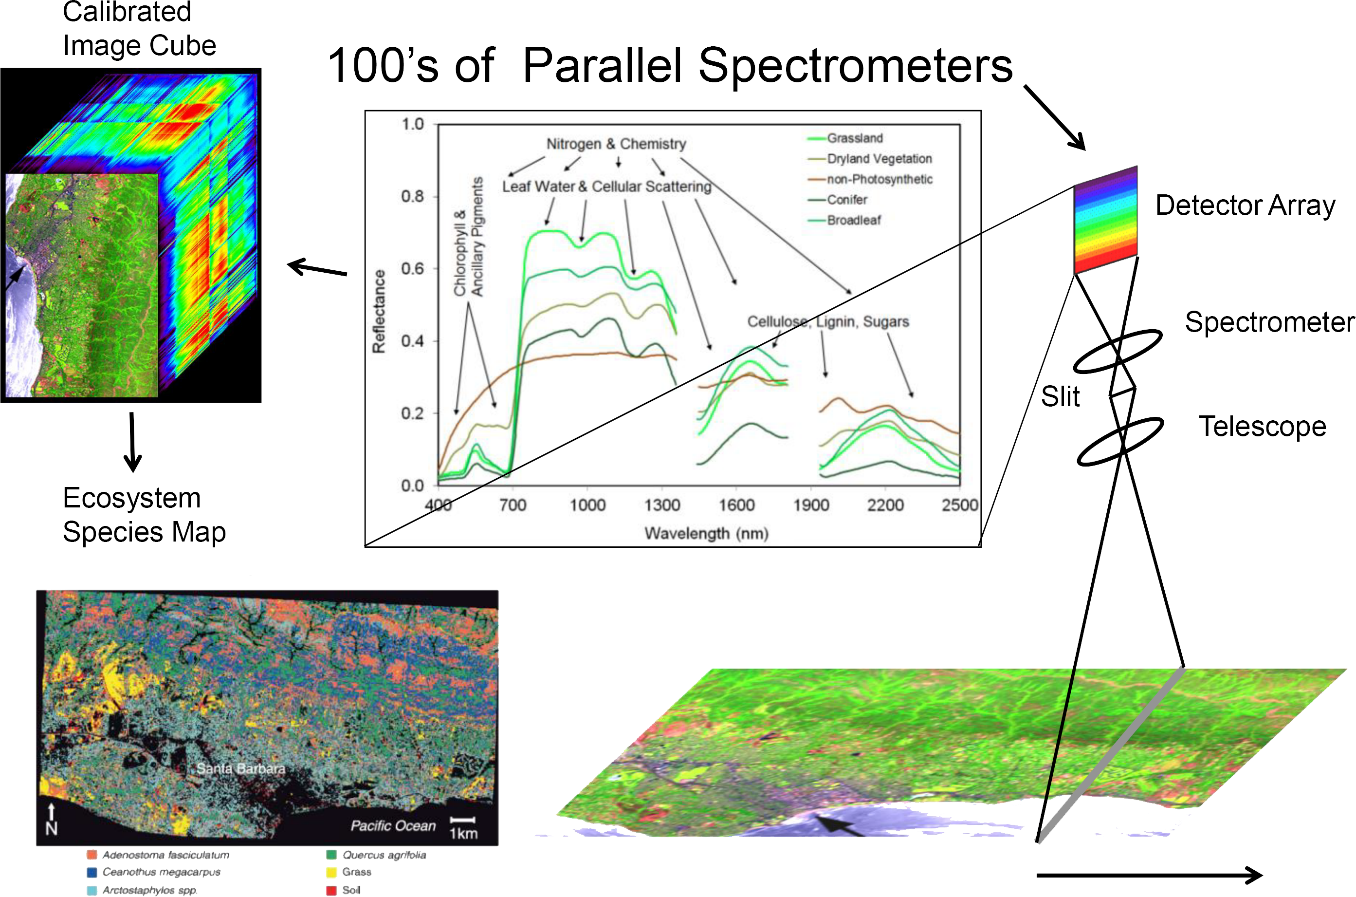 Calibrated
Image Cube
100's of Parallel Spectrometers
Nitrogen & Chemistry
Leaf Water & Cellular Scattering
Chlorophyll &
Ancillary Pigments
Cellulose, Lignin, Sugars
Grassland
Dryland Vegetation
non-Photosynthetic
Conifer
Broadleaf
Reflectance
1.0
0.8
0.6
0.4
0.2
0.0
400 700 1000 1300 1600 1900 2200 2500
Wavelength (nm)
Detector Array
Spectrometer
Slit
Telescope
Ecosystem
Species Map
Santa Barbara
N
Pacific Ocean
1km
Adenostoma fasciculatum
Ceanothus megacarpus
Arctostaphylos spp.
Quercus agrifolia
Grass
Soil